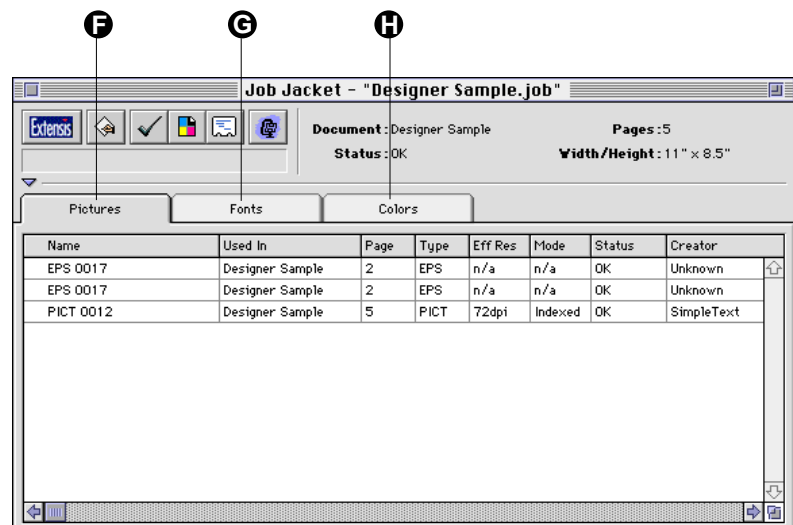 F G H
Job Jacket - "Designer Sample.job"
Extensis
Document: Designer Sample Pages: 5
Status: OK Width/Height: 11" x 8.5"
Pictures Fonts Colors
Name Used In Page Type Eff Res Mode Status Creator
EPS 0017 Designer Sample 2 EPS n/a n/a OK Unknown
EPS 0017 Designer Sample 2 EPS n/a n/a OK Unknown
PICT 0012 Designer Sample 5 PICT 72dpi Indexed OK SimpleText